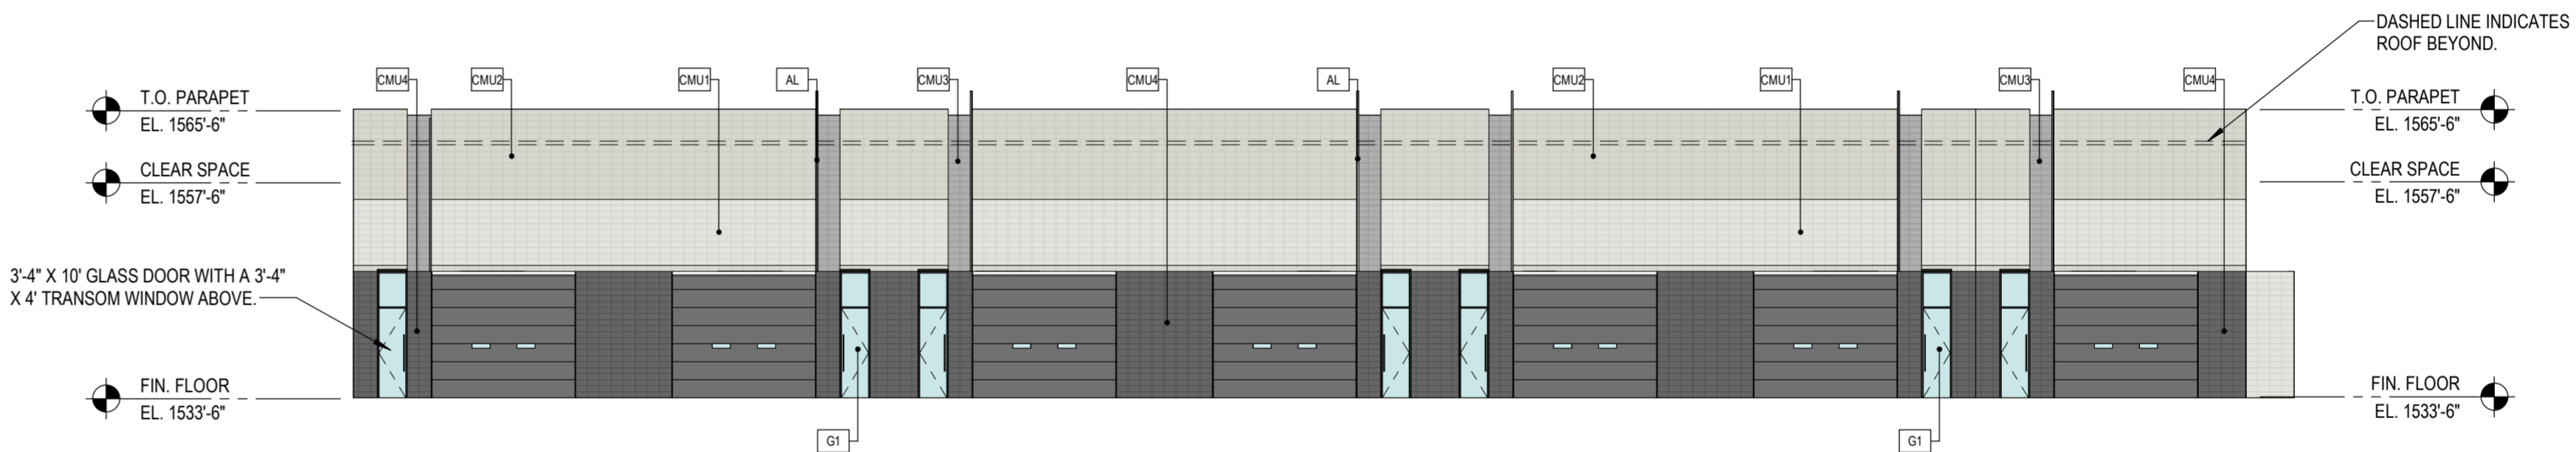 DASHED LINE INDICATES
ROOF BEYOND.
CMU4
CMU2
CMU1
AL
CMU3
CMU4
AL
CMU2
CMU1
CMU3
CMU4
T.O. PARAPET
EL. 1565'-6"
T.O. PARAPET
EL. 1565'-6"
CLEAR SPACE
EL. 1557'-6"
CLEAR SPACE
EL. 1557'-6"
3'-4" X 10' GLASS DOOR WITH A 3'-4"
X 4' TRANSOM WINDOW ABOVE.
FIN. FLOOR
EL. 1533'-6"
FIN. FLOOR
EL. 1533'-6"
G1
G1